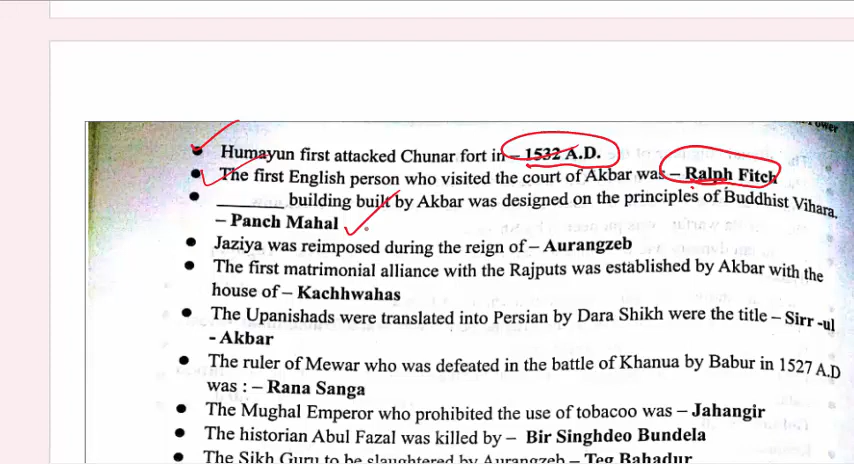 ower
• Humayun first attacked Chunar fort in – 1532 A.D.
• The first English person who visited the court of Akbar was – Ralph Fitch
• ________ building built by Akbar was designed on the principles of Buddhist Vihara.
– Panch Mahal
• Jaziya was reimposed during the reign of – Aurangzeb
• The first matrimonial alliance with the Rajputs was established by Akbar with the
house of – Kachhwahas
• The Upanishads were translated into Persian by Dara Shikh were the title – Sirr -ul
- Akbar
• The ruler of Mewar who was defeated in the battle of Khanua by Babur in 1527 A.D
was : – Rana Sanga
• The Mughal Emperor who prohibited the use of tobacoo was – Jahangir
• The historian Abul Fazal was killed by – Bir Singhdeo Bundela
• The Sikh Guru to be slaughtered by Aurangzeb – Teg Bahadur